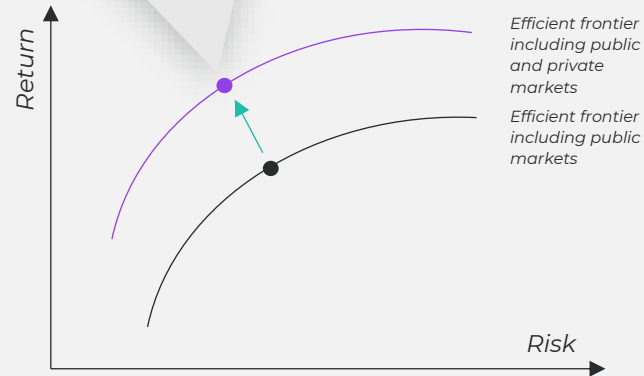 Return
Efficient frontier
including public
and private
markets
Efficient frontier
including public
markets
Risk